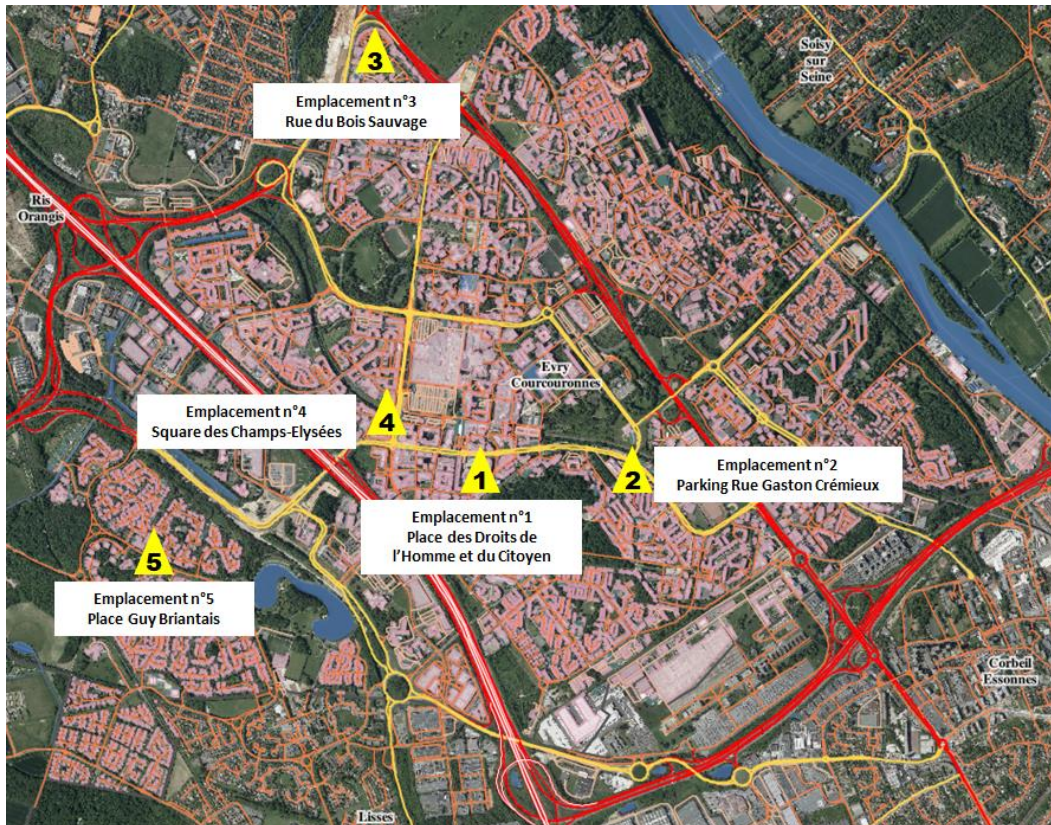 3
Emplacement n°3
Rue du Bois Sauvage
Soisy
sur
Seine
Ris
Orangis
Evry
Courcouronnes
Emplacement n°4
Square des Champs-Elysées
4
1
2
Emplacement n°2
Parking Rue Gaston Crémieux
Emplacement n°1
Place des Droits de
l'Homme et du Citoyen
5
Emplacement n°5
Place Guy Briantais
Corbeil
Essonnes
Lisses